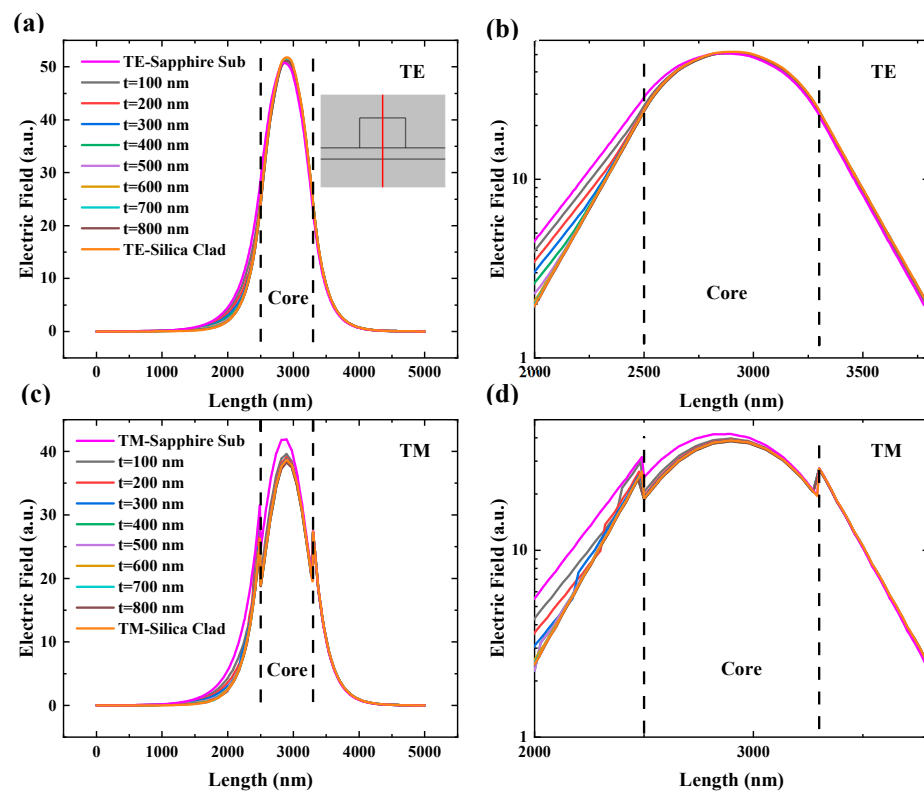 (a)
TE-Sapphire Sub
t=100 nm
t=200 nm
t=300 nm
t=400 nm
t=500 nm
t=600 nm
t=700 nm
t=800 nm
TE-Silica Clad
TE
Core
50
40
30
20
10
0
Electric Field (a.u.)
0 1000 2000 3000 4000 5000
Length (nm)
(b)
TE
Core
10
1
Electric Field (a.u.)
2000 2500 3000 3500
Length (nm)
(c)
TM-Sapphire Sub
t=100 nm
t=200 nm
t=300 nm
t=400 nm
t=500 nm
t=600 nm
t=700 nm
t=800 nm
TM-Silica Clad
TM
Core
40
30
20
10
0
Electric Field (a.u.)
0 1000 2000 3000 4000 5000
Length (nm)
(d)
TM
Core
10
1
Electric Field (a.u.)
2000 2500 3000
Length (nm)